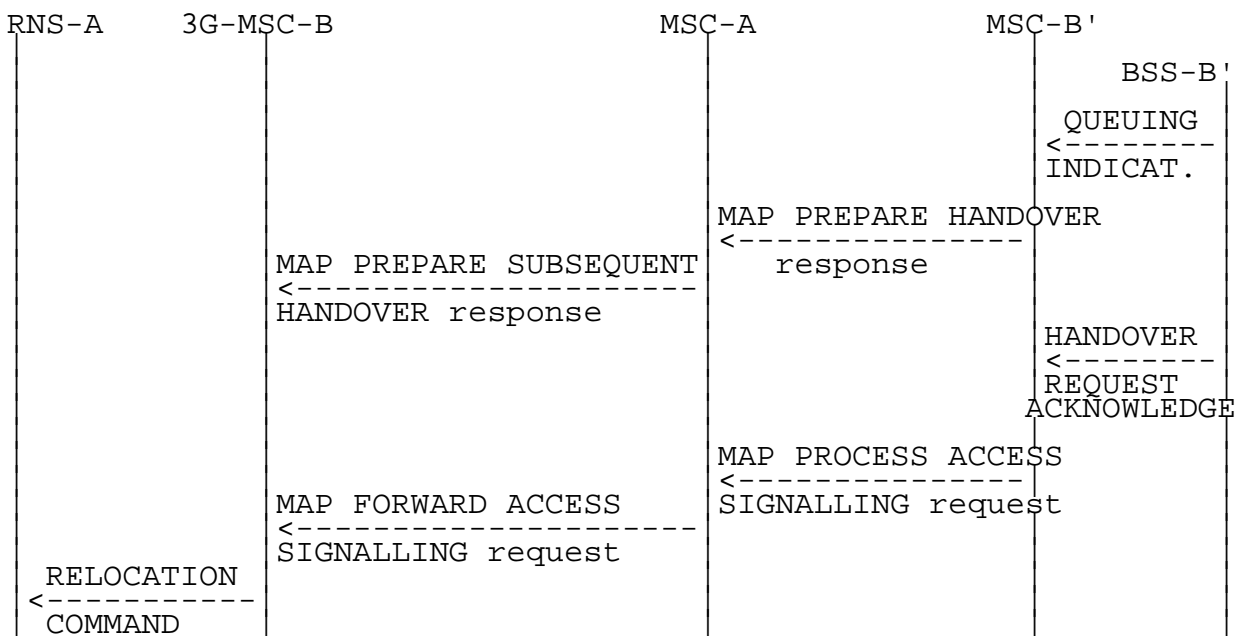 RNS-A 3G-MSC-B MSC-A MSC-B'
BSS-B'
QUEUING
INDICAT.
MAP PREPARE HANDOVER
response
MAP PREPARE SUBSEQUENT
HANDOVER response
HANDOVER
REQUEST
ACKNOWLEDGE
MAP PROCESS ACCESS
SIGNALLING request
MAP FORWARD ACCESS
SIGNALLING request
RELOCATION
COMMAND